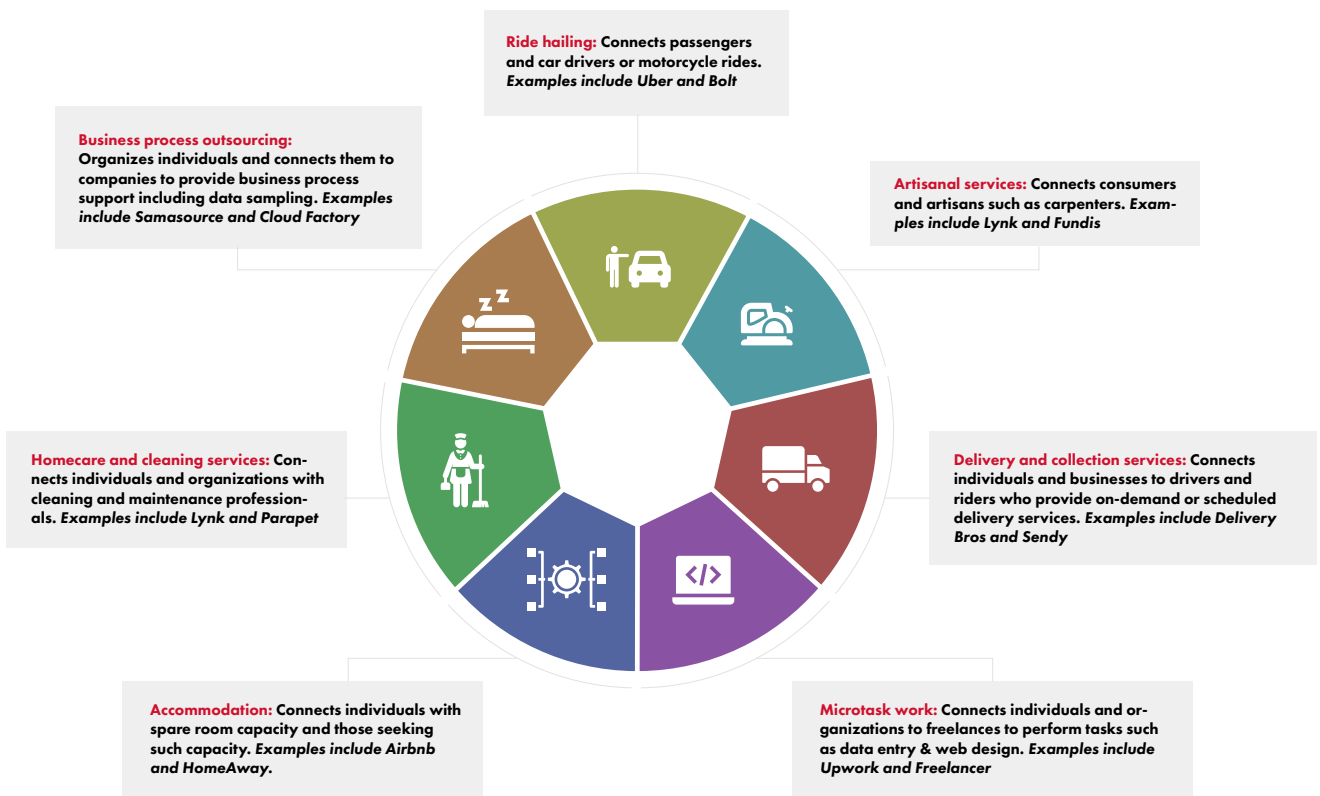 Ride hailing: Connects passengers
and car drivers or motorcycle rides.
Examples include Uber and Bolt
Business process outsourcing:
Organizes individuals and connects them to
companies to provide business process
support including data sampling. Examples
include Samasource and Cloud Factory
Artisanal services: Connects consumers
and artisans such as carpenters. Exam-
ples include Lynk and Fundis
Homecare and cleaning services: Con-
nects individuals and organizations with
cleaning and maintenance profession-
als. Examples include Lynk and Parapet
Delivery and collection services: Connects
individuals and businesses to drivers and
riders who provide on-demand or scheduled
delivery services. Examples include Delivery
Bros and Sendy
Accommodation: Connects individuals with
spare room capacity and those seeking
such capacity. Examples include Airbnb
and HomeAway.
Microtask work: Connects individuals and or-
ganizations to freelances to perform tasks such
as data entry & web design. Examples include
Upwork and Freelancer